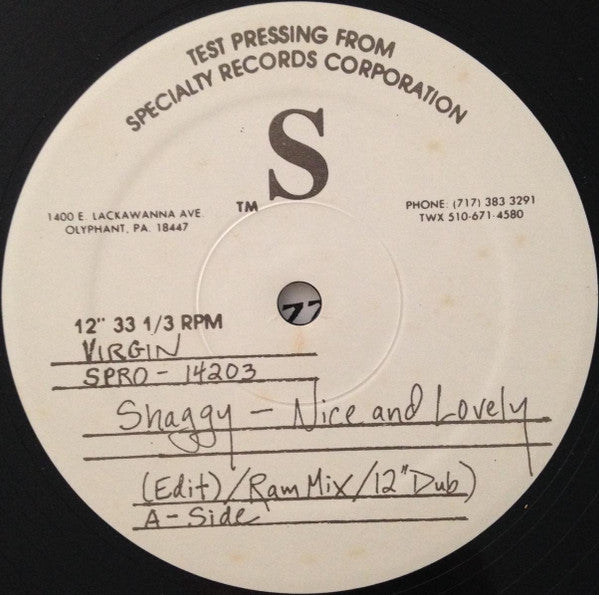 TEST PRESSING FROM
SPECIALTY RECORDS CORPORATION
S
TM
1400 E. LACKAWANNA AVE.
OLYPHANT, PA. 18447
PHONE: (717) 383 3291
TWX 510-671-4580
12" 33 1/3 RPM
VIRGIN
SPRO - 14203
Shaggy - Nice and Lovely
(Edit)/Ram Mix/12" Dub)
A-Side